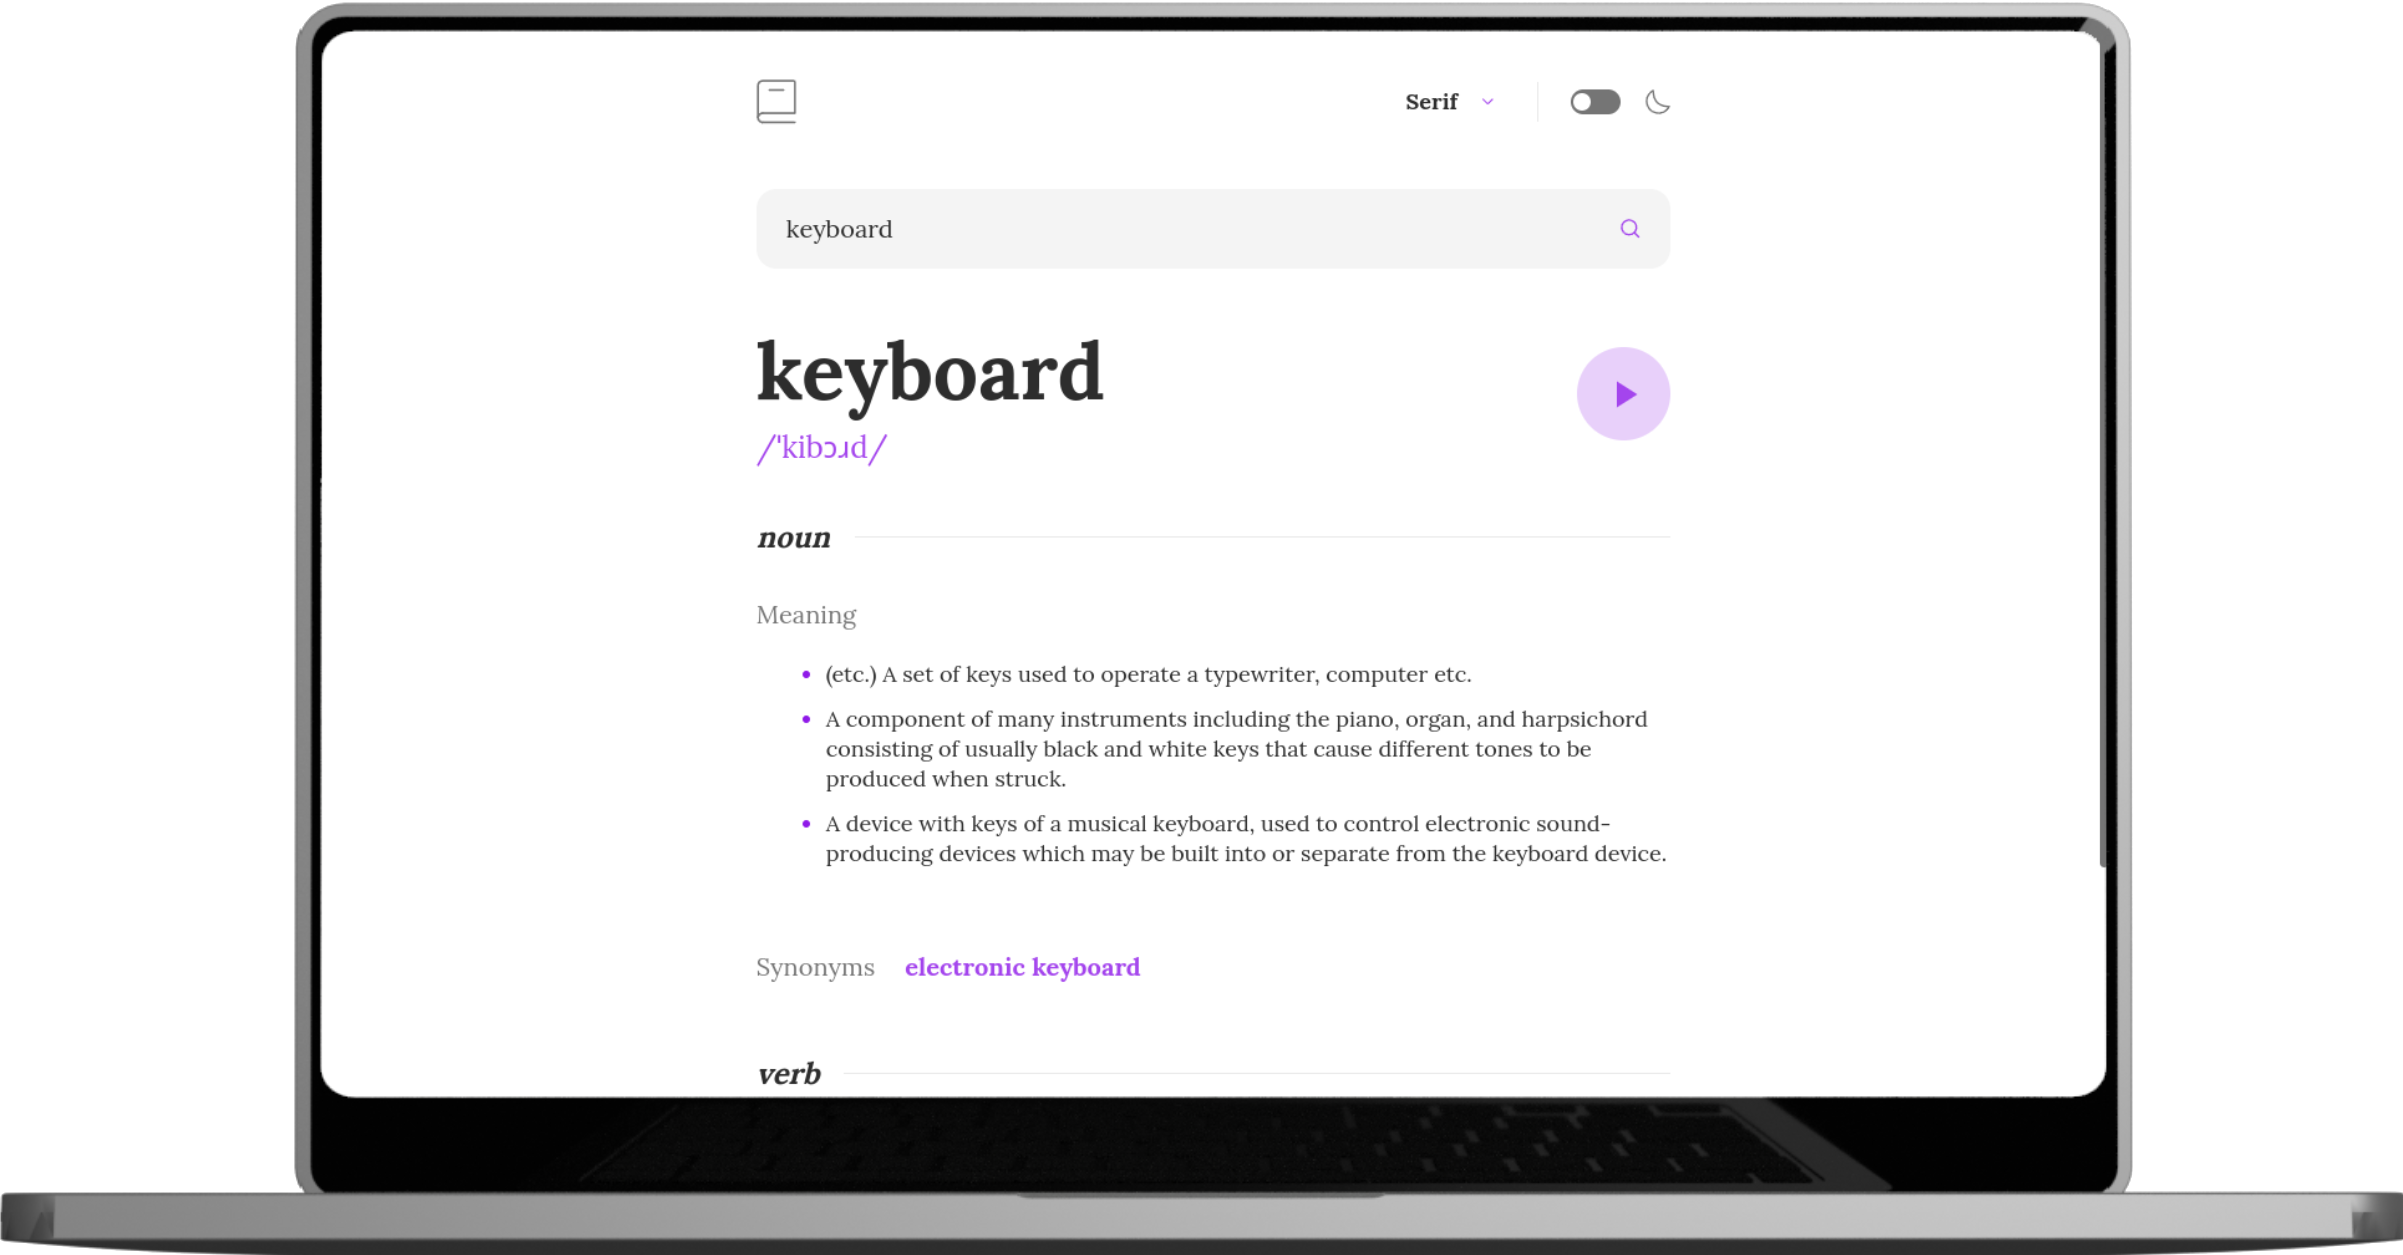 Serif
keyboard
keyboard
/ˈkibɔɹd/
noun
Meaning
(etc.) A set of keys used to operate a typewriter, computer etc.
A component of many instruments including the piano, organ, and harpsichord
consisting of usually black and white keys that cause different tones to be
produced when struck.
A device with keys of a musical keyboard, used to control electronic sound-
producing devices which may be built into or separate from the keyboard device.
Synonyms electronic keyboard
verb